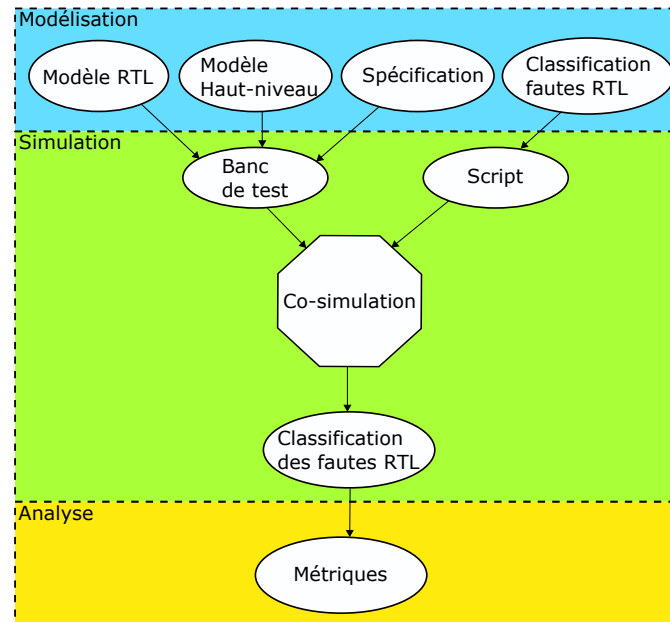 Modélisation
Modèle RTL
Modèle
Haut-niveau
Spécification
Classification
fautes RTL
Simulation
Banc
de test
Script
Co-simulation
Classification
des fautes RTL
Analyse
Métriques